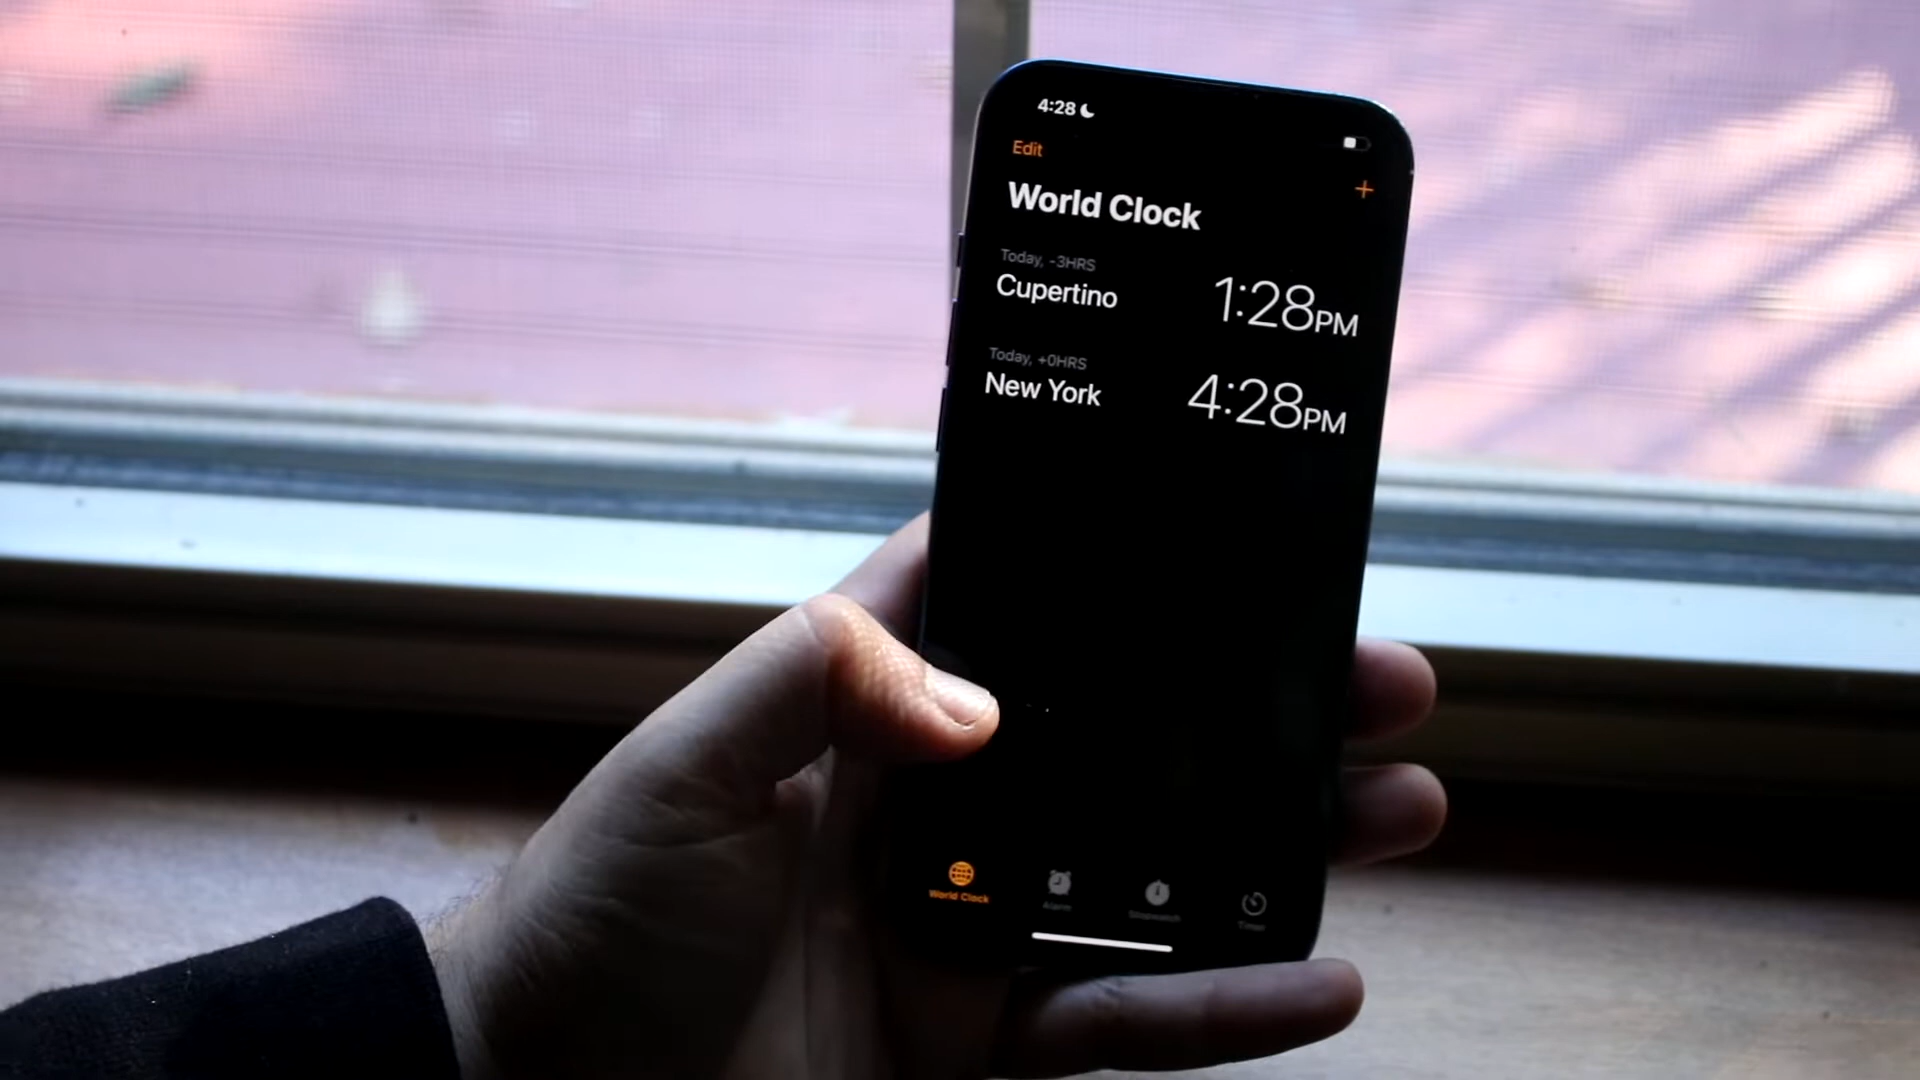 4:28
Edit
+
World Clock
Today, -3HRS
Cupertino
1:28PM
Today, +0HRS
New York
4:28PM
World Clock
Alarm
Stopwatch
Timer